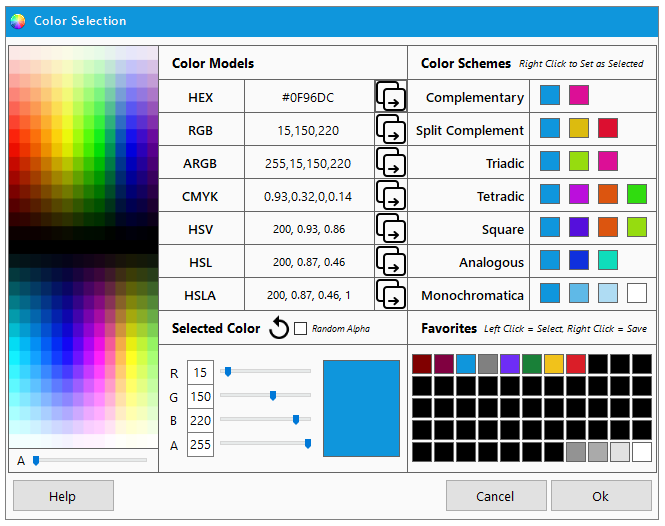 Color Selection
Color Models
Color Schemes Right Click to Set as Selected
HEX #0F96DC Complementary
RGB 15,150,220 Split Complement
ARGB 255,15,150,220 Triadic
CMYK 0.93,0.32,0,0.14 Tetradic
HSV 200, 0.93, 0.86 Square
HSL 200, 0.87, 0.46 Analogous
HSLA 200, 0.87, 0.46, 1 Monochromatica
Selected Color Random Alpha
Favorites Left Click = Select, Right Click = Save
R 15
G 150
B 220
A 255
A
Help Cancel Ok